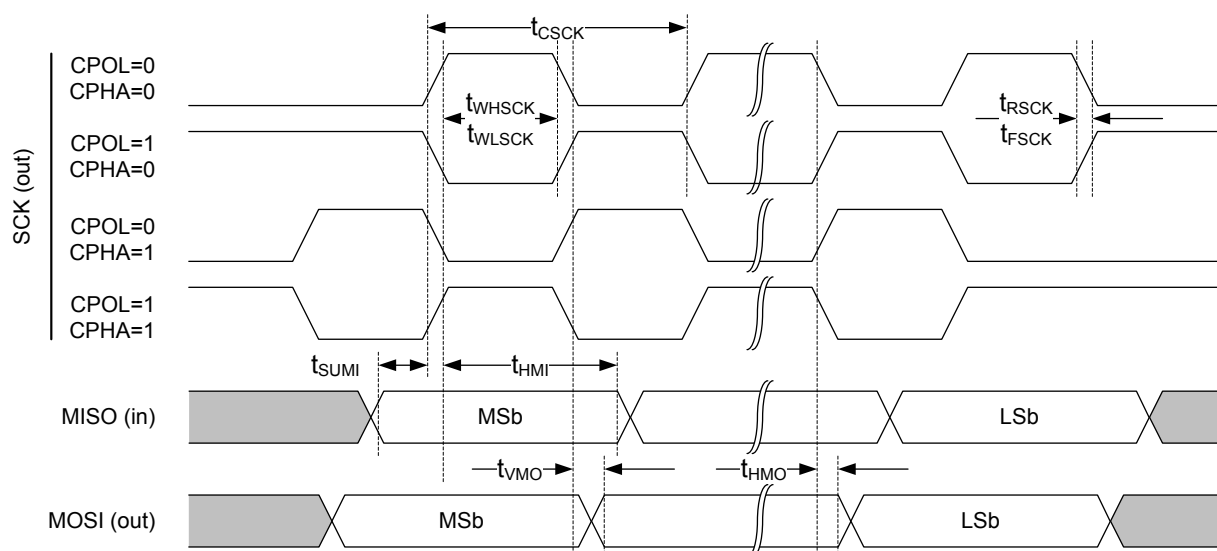 tCSCK
SCK (out)
CPOL=0
CPHA=0
tWHSCK
tWLSCK
tRSCK
tFSCK
CPOL=1
CPHA=0
CPOL=0
CPHA=1
CPOL=1
CPHA=1
tSUMI
tHMI
MISO (in)
MSb
LSb
tVMO
tHMO
MOSI (out)
MSb
LSb